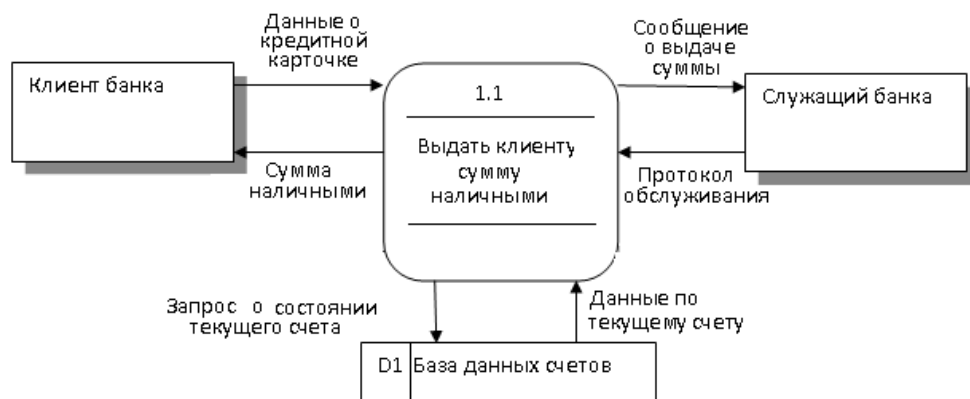 Данные о
кредитной
карточке
Сообщение
о выдаче
суммы
Клиент банка
1.1
Служащий банка
Выдать клиенту
сумму
наличными
Сумма
наличными
Протокол
обслуживания
Запрос о состоянии
текущего счета
Данные по
текущему счету
D1 База данных счетов